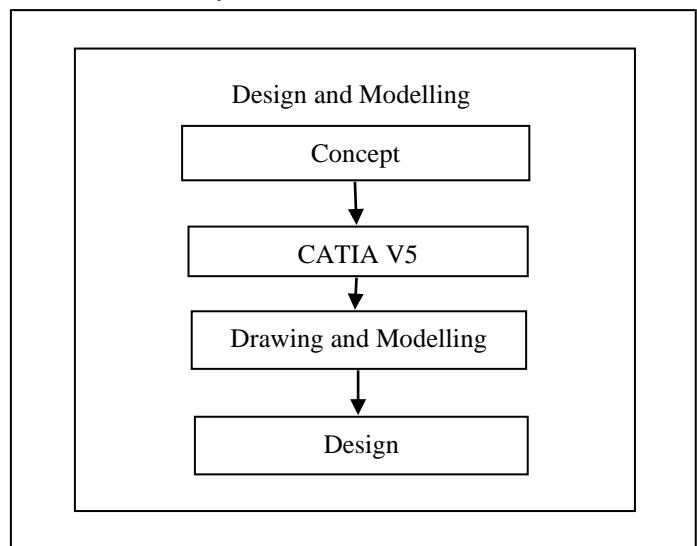 Design and Modelling
Concept
CATIA V5
Drawing and Modelling
Design